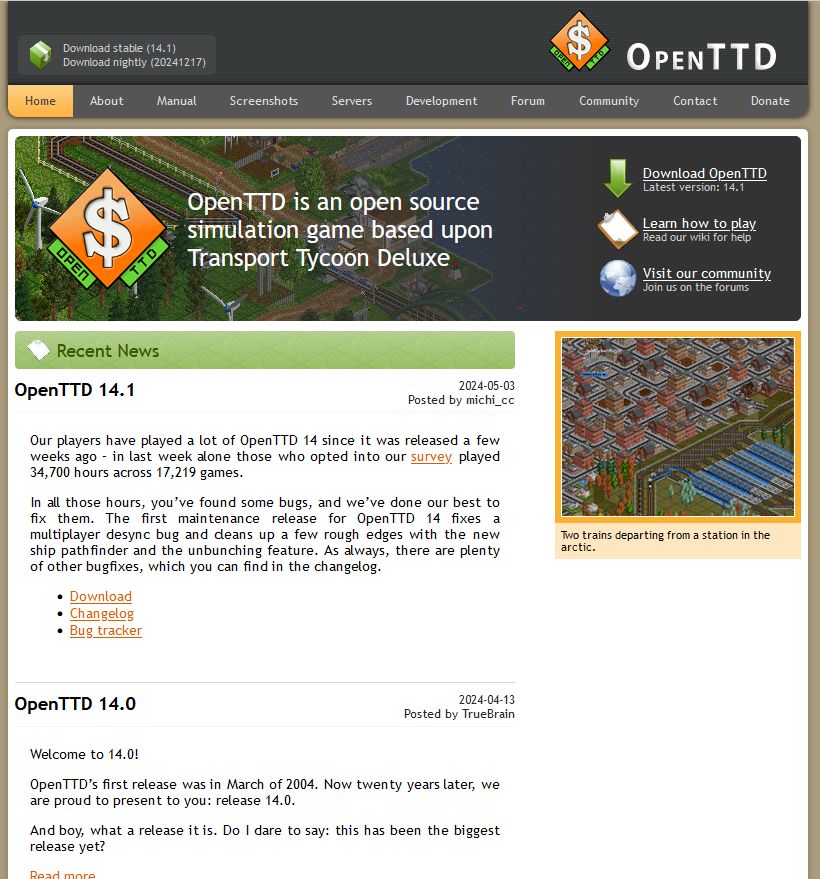 Download stable (14.1)
Download nightly (20241217)
OPEN TTD
OpenTTD
Home
About
Manual
Screenshots
Servers
Development
Forum
Community
Contact
Donate
OpenTTD is an open source
simulation game based upon
Transport Tycoon Deluxe
OPEN TTD
Download OpenTTD
Latest version: 14.1
Learn how to play
Read our wiki for help
Visit our community
Join us on the forums
Recent News
OpenTTD 14.1
2024-05-03
Posted by michi_cc
Our players have played a lot of OpenTTD 14 since it was released a few
weeks ago - in last week alone those who opted into our survey played
34,700 hours across 17,219 games.
In all those hours, you’ve found some bugs, and we’ve done our best to
fix them. The first maintenance release for OpenTTD 14 fixes a
multiplayer desync bug and cleans up a few rough edges with the new
ship pathfinder and the unbunching feature. As always, there are plenty
of other bugfixes, which you can find in the changelog.
Download
Changelog
Bug tracker
Two trains departing from a station in the
arctic.
OpenTTD 14.0
2024-04-13
Posted by TrueBrain
Welcome to 14.0!
OpenTTD’s first release was in March of 2004. Now twenty years later, we
are proud to present to you: release 14.0.
And boy, what a release it is. Do I dare to say: this has been the biggest
release yet?
Read more